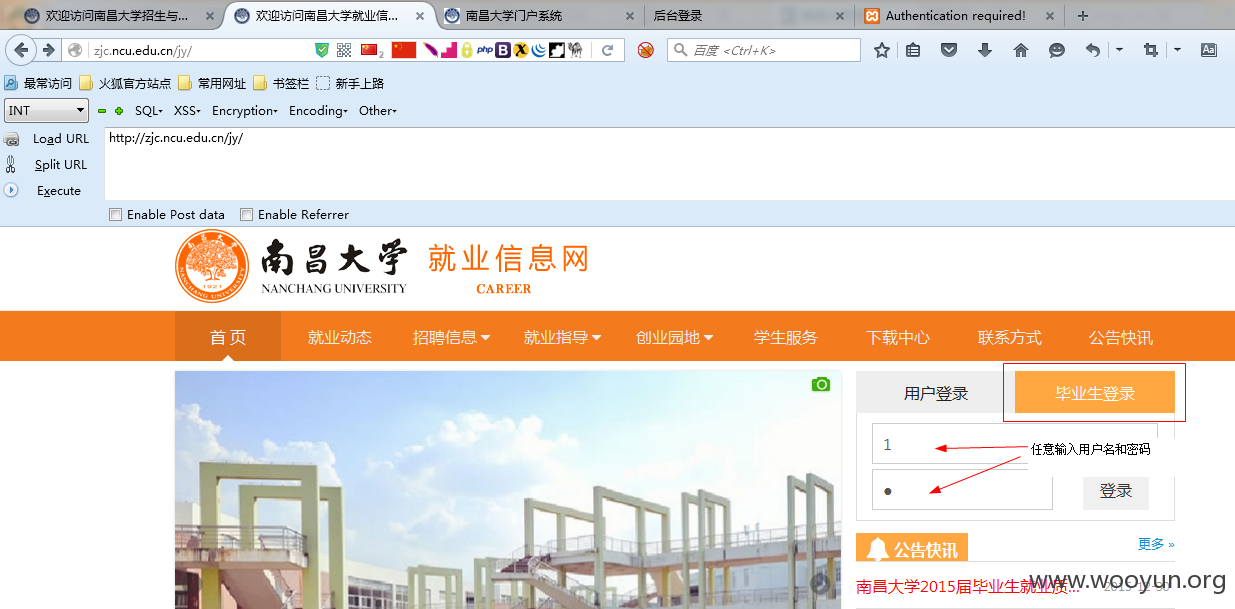 欢迎访问南昌大学招生与... 欢迎访问南昌大学就业信... 南昌大学门户系统 后台登录 Authentication required!
zjc.ncu.edu.cn/jy/ 2 php B 百度 <Ctrl+K> Aa
最常访问 火狐官方站点 常用网址 书签栏 新手上路
INT SQL XSS Encryption Encoding Other
Load URL http://zjc.ncu.edu.cn/jy/
Split URL
Execute
Enable Post data Enable Referrer
南昌大学 就业信息网
NANCHANG UNIVERSITY CAREER
首页 就业动态 招聘信息 就业指导 创业园地 学生服务 下载中心 联系方式 公告快讯
用户登录 毕业生登录
1 任意输入用户名和密码
登录
公告快讯 更多 »
南昌大学2015届毕业生就业质...
www.wooyun.org